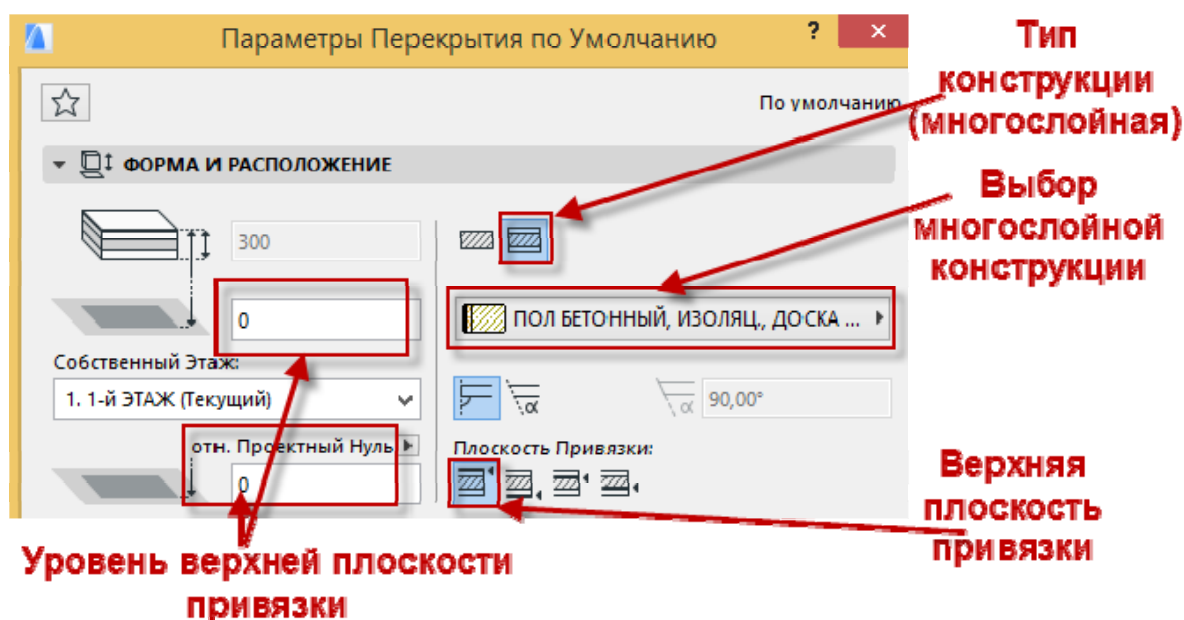 Параметры Перекрытия по Умолчанию
?
×
Тип
конструкции
(многослойная)
По умолчанию
ФОРМА И РАСПОЛОЖЕНИЕ
Выбор
многослойной
конструкции
300
0
ПОЛ БЕТОННЫЙ, ИЗОЛЯЦ., ДОСКА ...
Собственный Этаж:
1. 1-й ЭТАЖ (Текущий)
α
α
90,00°
отн. Проектный Нуль
Плоскость Привязки:
0
Верхняя
плоскость
привязки
Уровень верхней плоскости
привязки